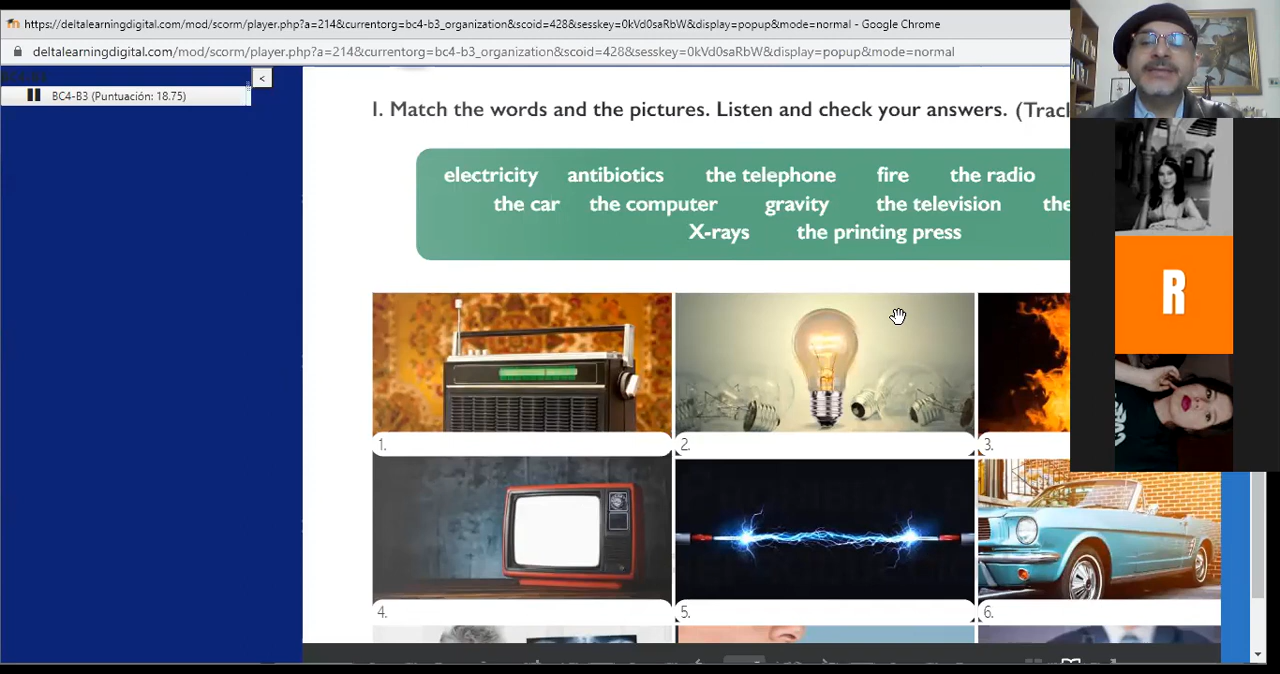 https://deltalearningdigital.com/mod/scorm/player.php?a=214&currentorg=bc4-b3_organization&scoid=428&sesskey=0kVd0saRbW&display=popup&mode=normal - Google Chrome
deltalearningdigital.com/mod/scorm/player.php?a=214&currentorg=bc4-b3_organization&scoid=428&sesskey=0kVd0saRbW&display=popup&mode=normal
BC4-B3
<
BC4-B3 (Puntuación: 18.75)
I. Match the words and the pictures. Listen and check your answers. (Trac
electricity antibiotics the telephone fire the radio
the car the computer gravity the television the
X-rays the printing press
R
1. 2. 3.
4. 5. 6.